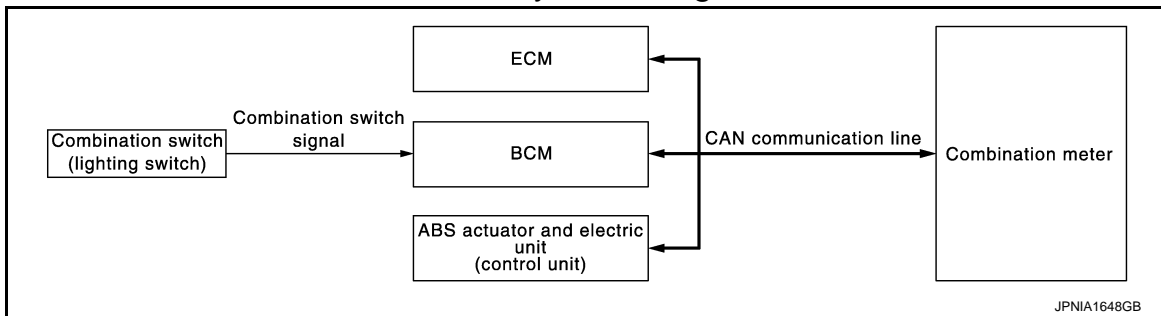 ECM
Combination switch
signal
Combination switch
(lighting switch)
BCM
CAN communication line
Combination meter
ABS actuator and electric
unit
(control unit)
JPNIA1648GB